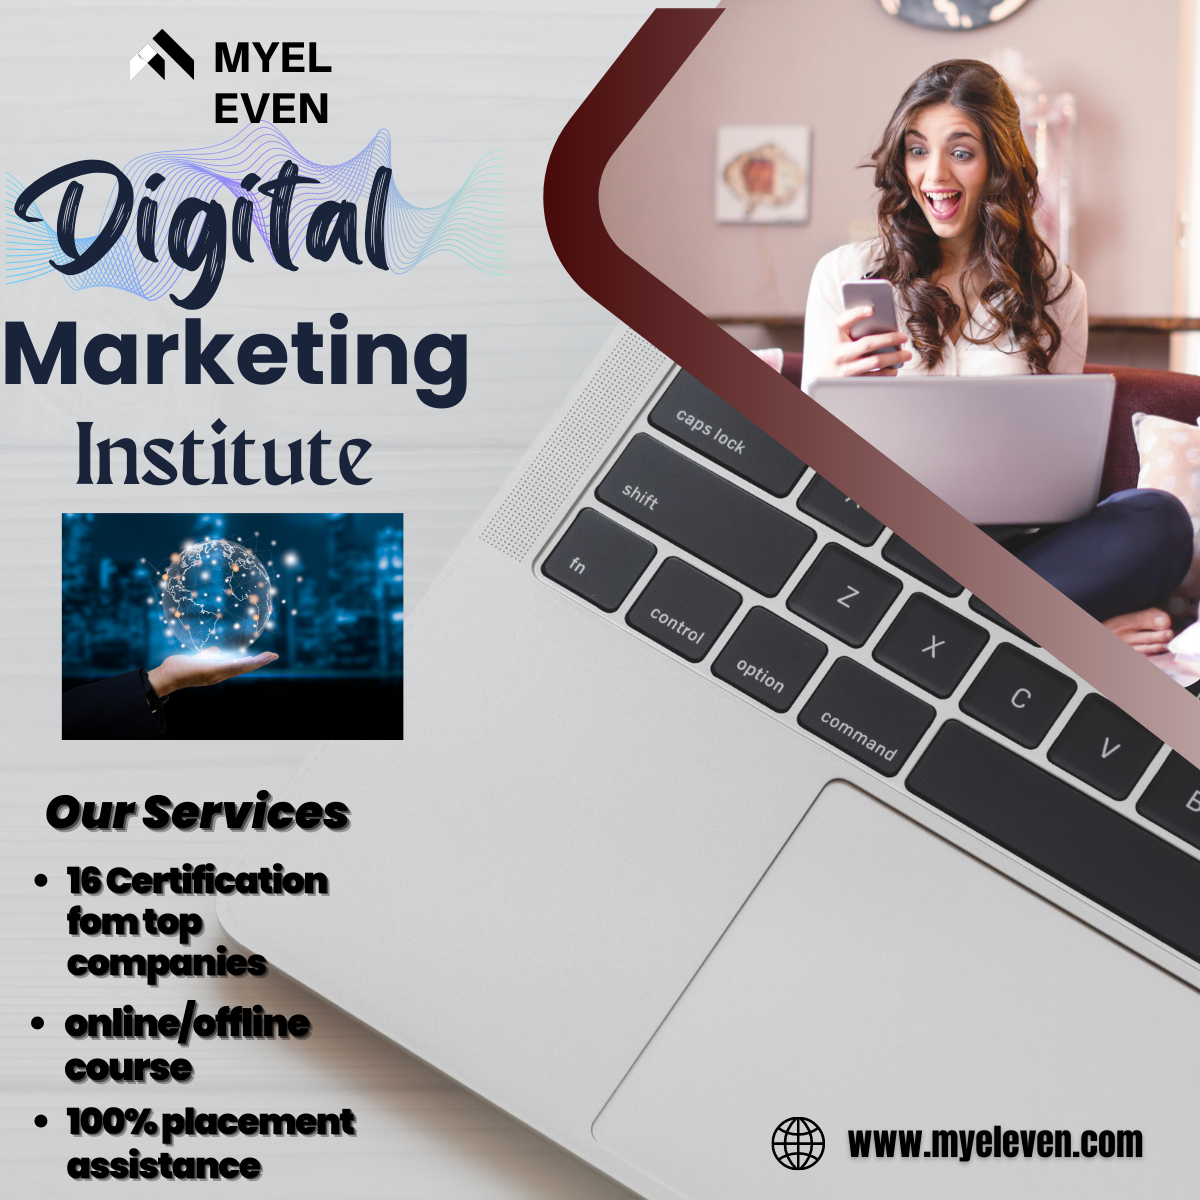 MYEL
EVEN
Digital
Marketing
Institute
Our Services
• 16 Certification
fom top
companies
• online/offline
course
• 100% placement
assistance
caps lock
A
shift
fn
Z
control
X
option
C
command
V
B
www.myeleven.com